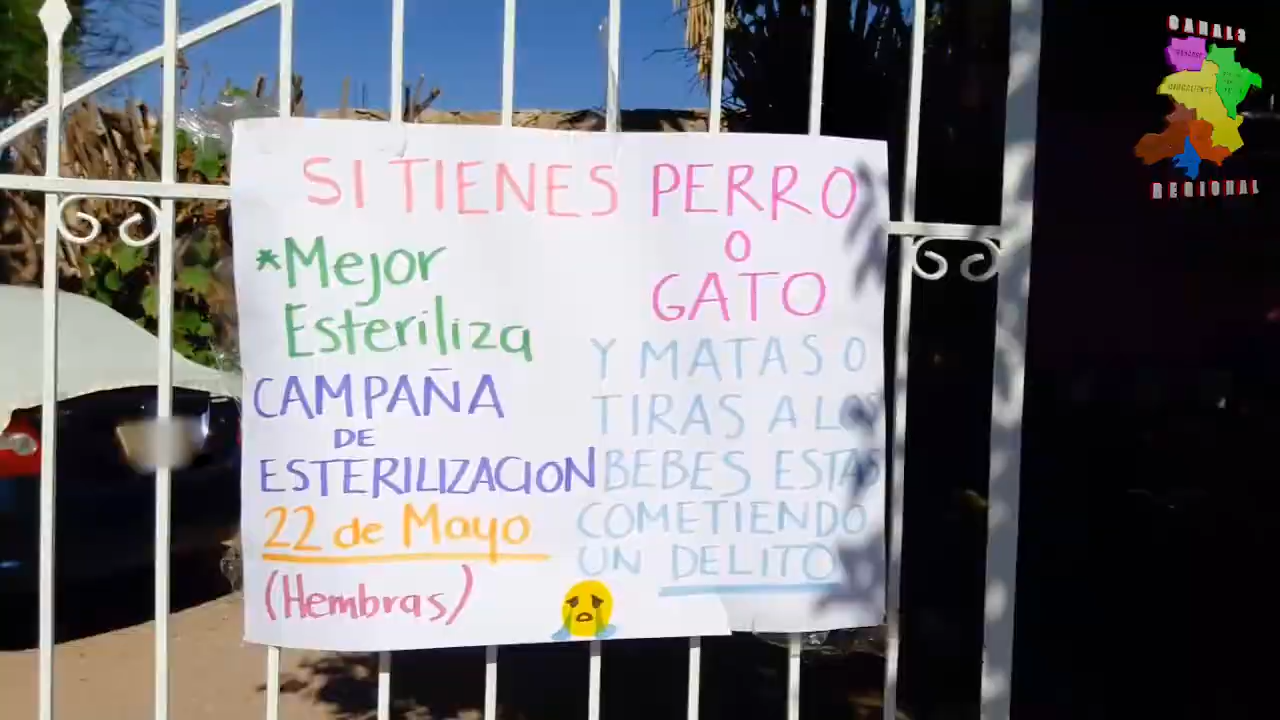 SI TIENES PERRO
O
GATO
Y MATAS O
TIRAS A LOS
BEBES ESTAS
COMETIENDO
UN DELITO
*Mejor
Esteriliza
CAMPAÑA
DE
ESTERILIZACION
22 de Mayo
(Hembras)
CANAL3
REGIONAL